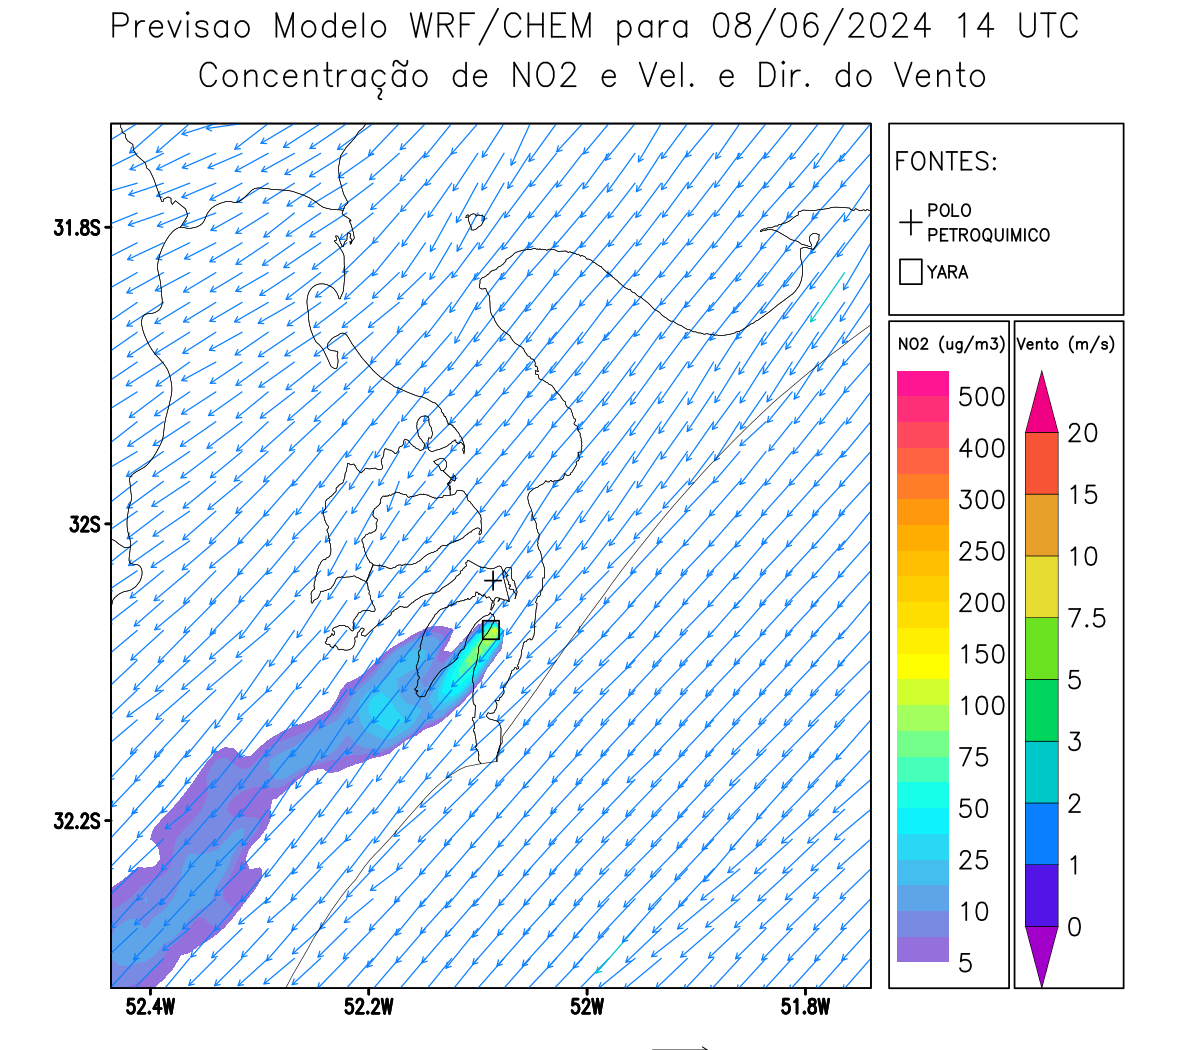 Previsao Modelo WRF/CHEM para 08/06/2024 14 UTC
Concentração de NO2 e Vel. e Dir. do Vento
FONTES:
POLO
PETROQUIMICO
YARA
NO2 (ug/m3)
500
400
300
250
200
150
100
75
50
25
10
5
Vento (m/s)
20
15
10
7.5
5
3
2
1
0
31.8S
32S
32.2S
52.4W
52.2W
52W
51.8W